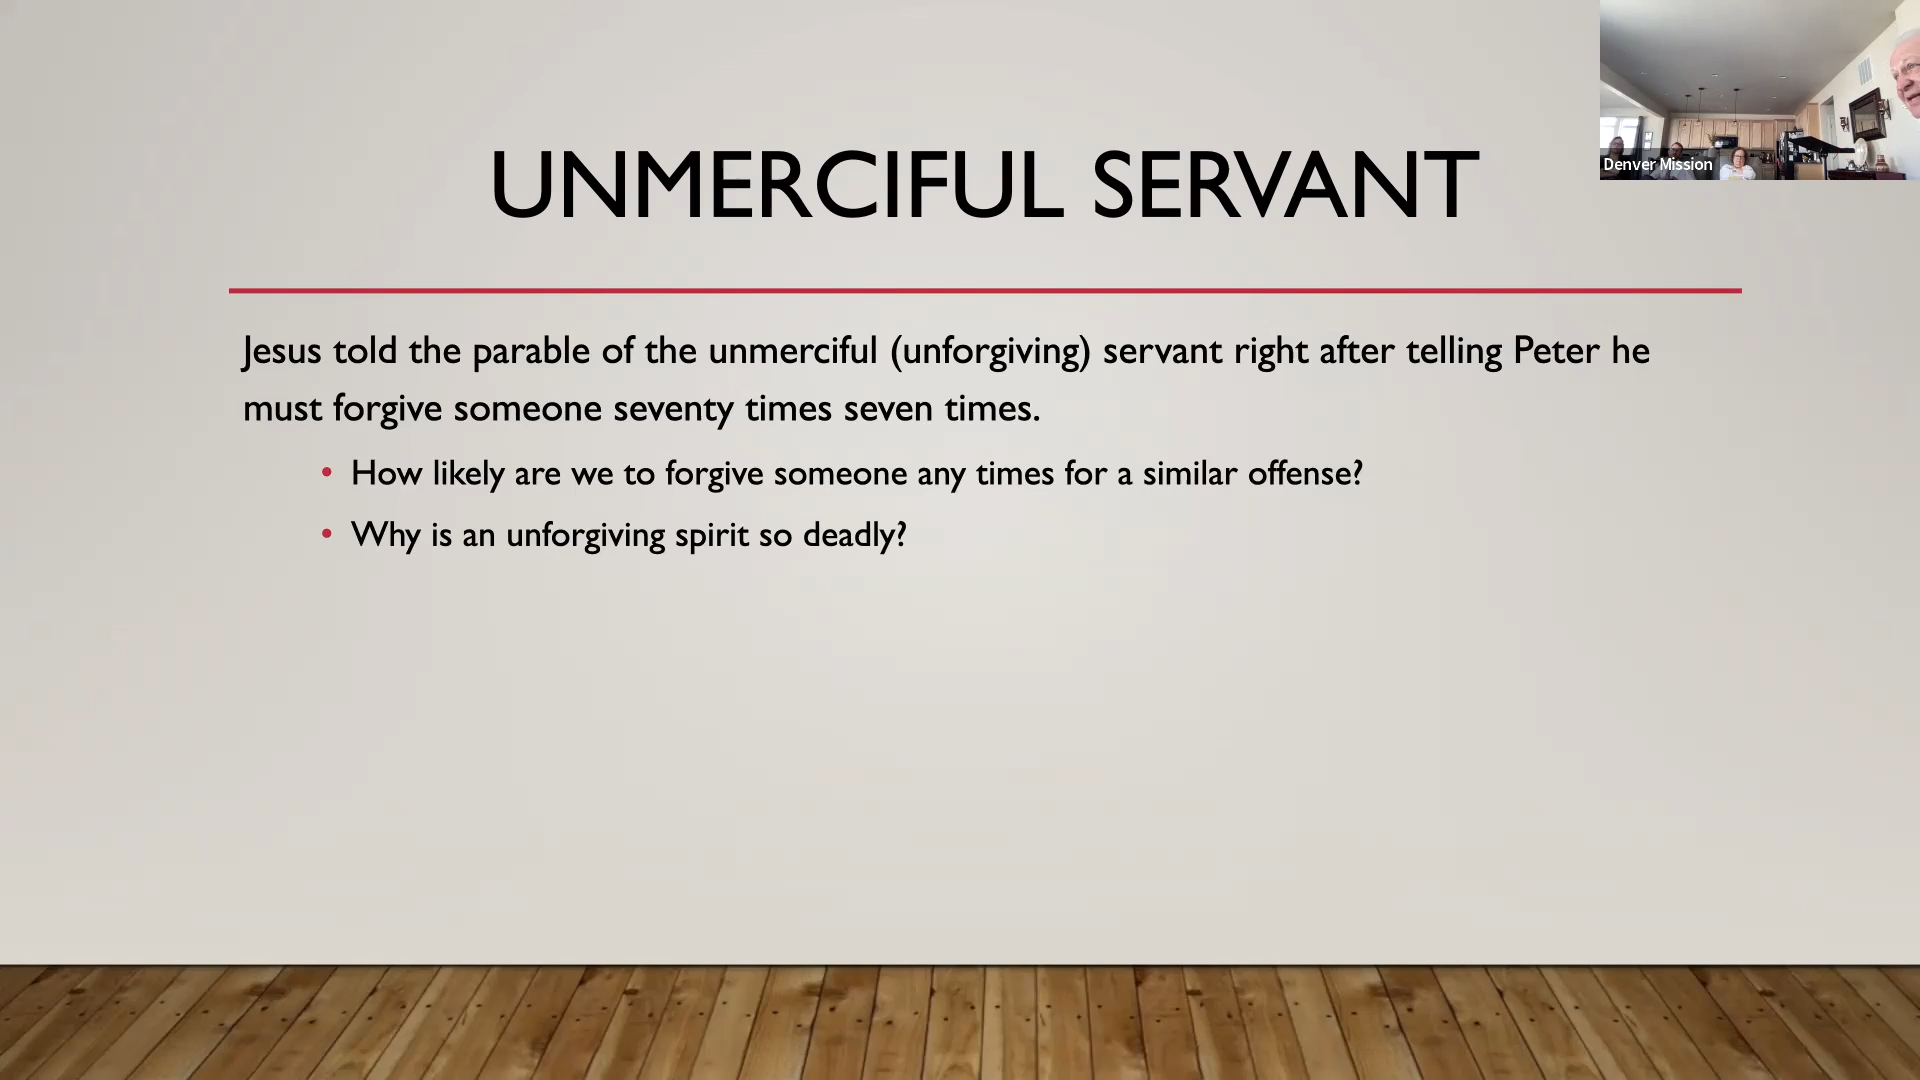 UNMERCIFUL SERVANT
Denver Mission
Jesus told the parable of the unmerciful (unforgiving) servant right after telling Peter he
must forgive someone seventy times seven times.
• How likely are we to forgive someone any times for a similar offense?
• Why is an unforgiving spirit so deadly?